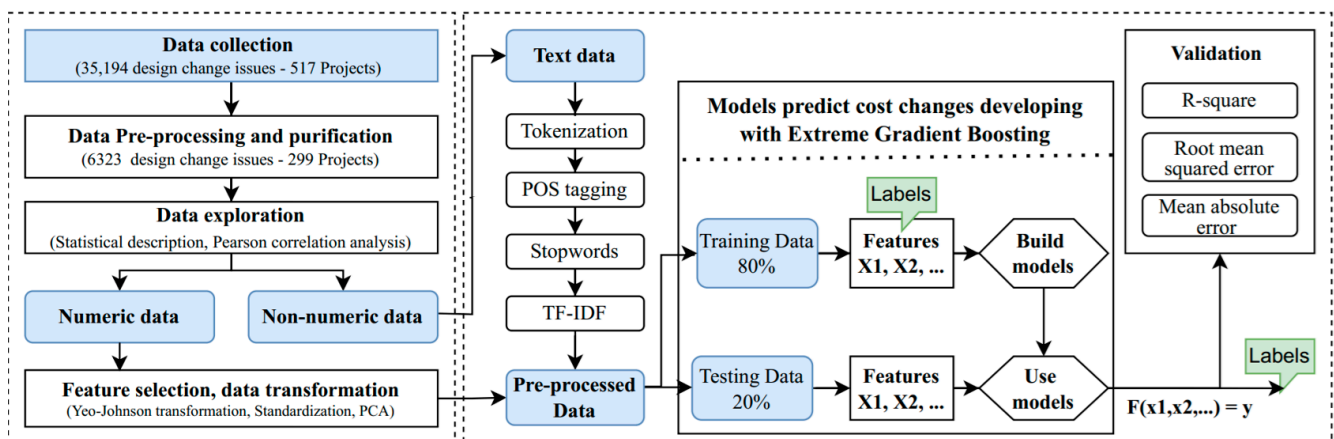 Data collection
(35,194 design change issues - 517 Projects)
Data Pre-processing and purification
(6323 design change issues - 299 Projects)
Data exploration
(Statistical description, Pearson correlation analysis)
Numeric data
Non-numeric data
Feature selection, data transformation
(Yeo-Johnson transformation, Standardization, PCA)
Text data
Tokenization
POS tagging
Stopwords
TF-IDF
Pre-processed
Data
Models predict cost changes developing
with Extreme Gradient Boosting
Labels
Training Data
80%
Features
X1, X2, ...
Build
models
Testing Data
20%
Features
X1, X2, ...
Use
models
Validation
R-square
Root mean
squared error
Mean absolute
error
Labels
F(x1,x2,...) = y